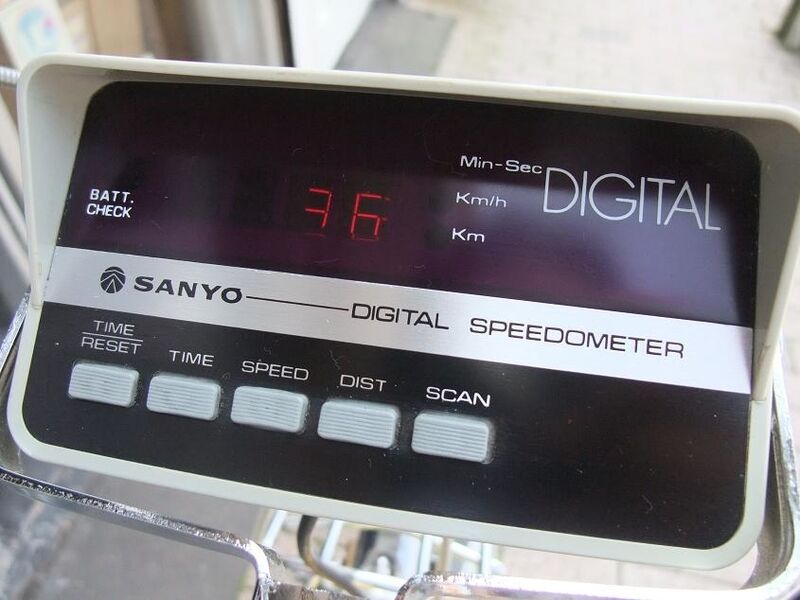 Min-Sec
DIGITAL
BATT.
CHECK
36
Km/h
Km
SANYO DIGITAL SPEEDOMETER
TIME
RESET
TIME
SPEED
DIST
SCAN